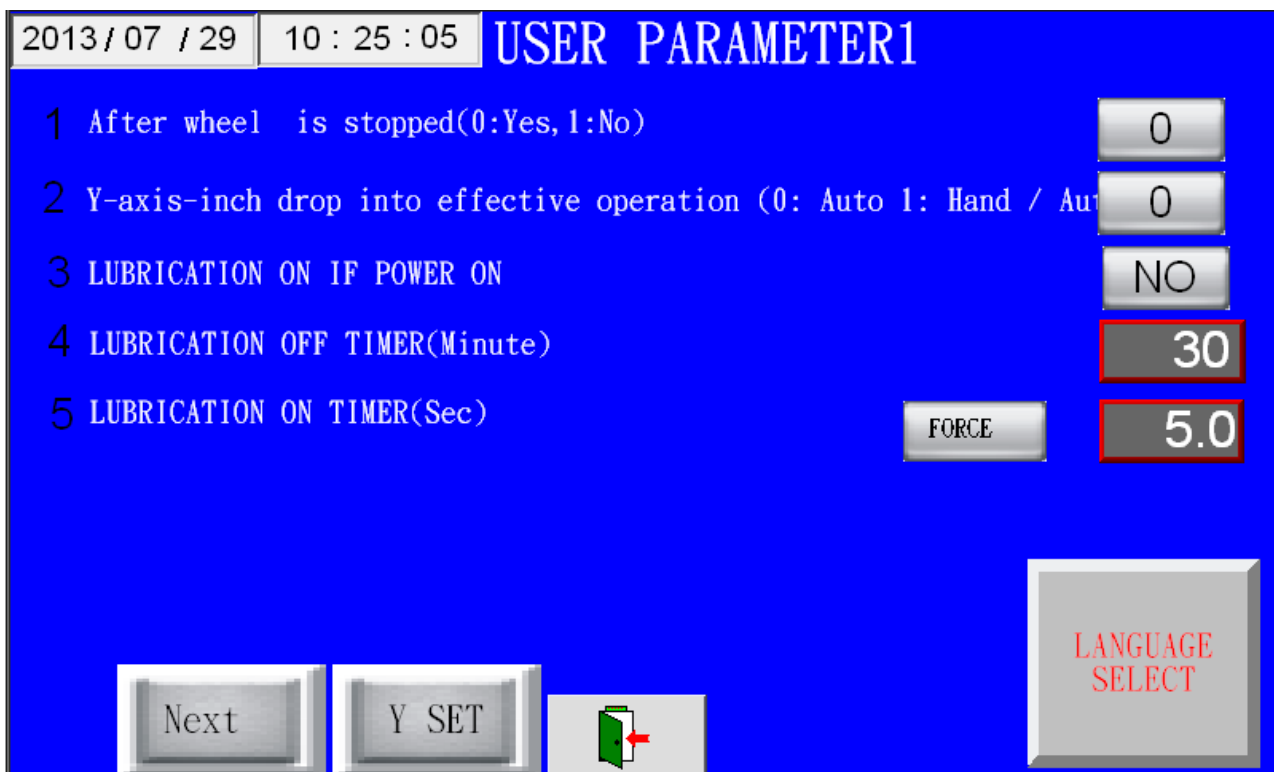 2013 / 07 / 29 10 : 25 : 05 USER PARAMETER1
1 After wheel is stopped(0:Yes,1:No) 0
2 Y-axis-inch drop into effective operation (0: Auto 1: Hand / Aut 0
3 LUBRICATION ON IF POWER ON NO
4 LUBRICATION OFF TIMER(Minute) 30
5 LUBRICATION ON TIMER(Sec) FORCE 5.0
LANGUAGE
SELECT
Next Y SET